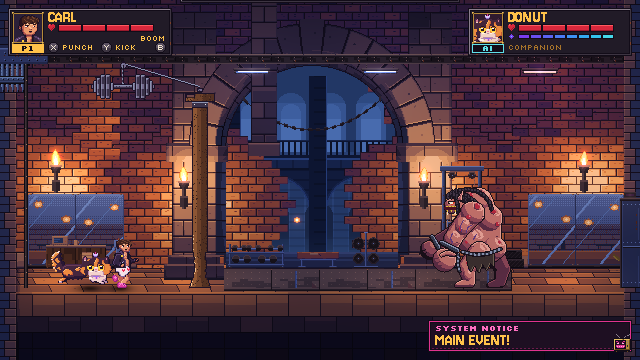 CARL
P1
X PUNCH Y KICK B
BOOM
DONUT
AI
COMPANION
SYSTEM NOTICE
MAIN EVENT!